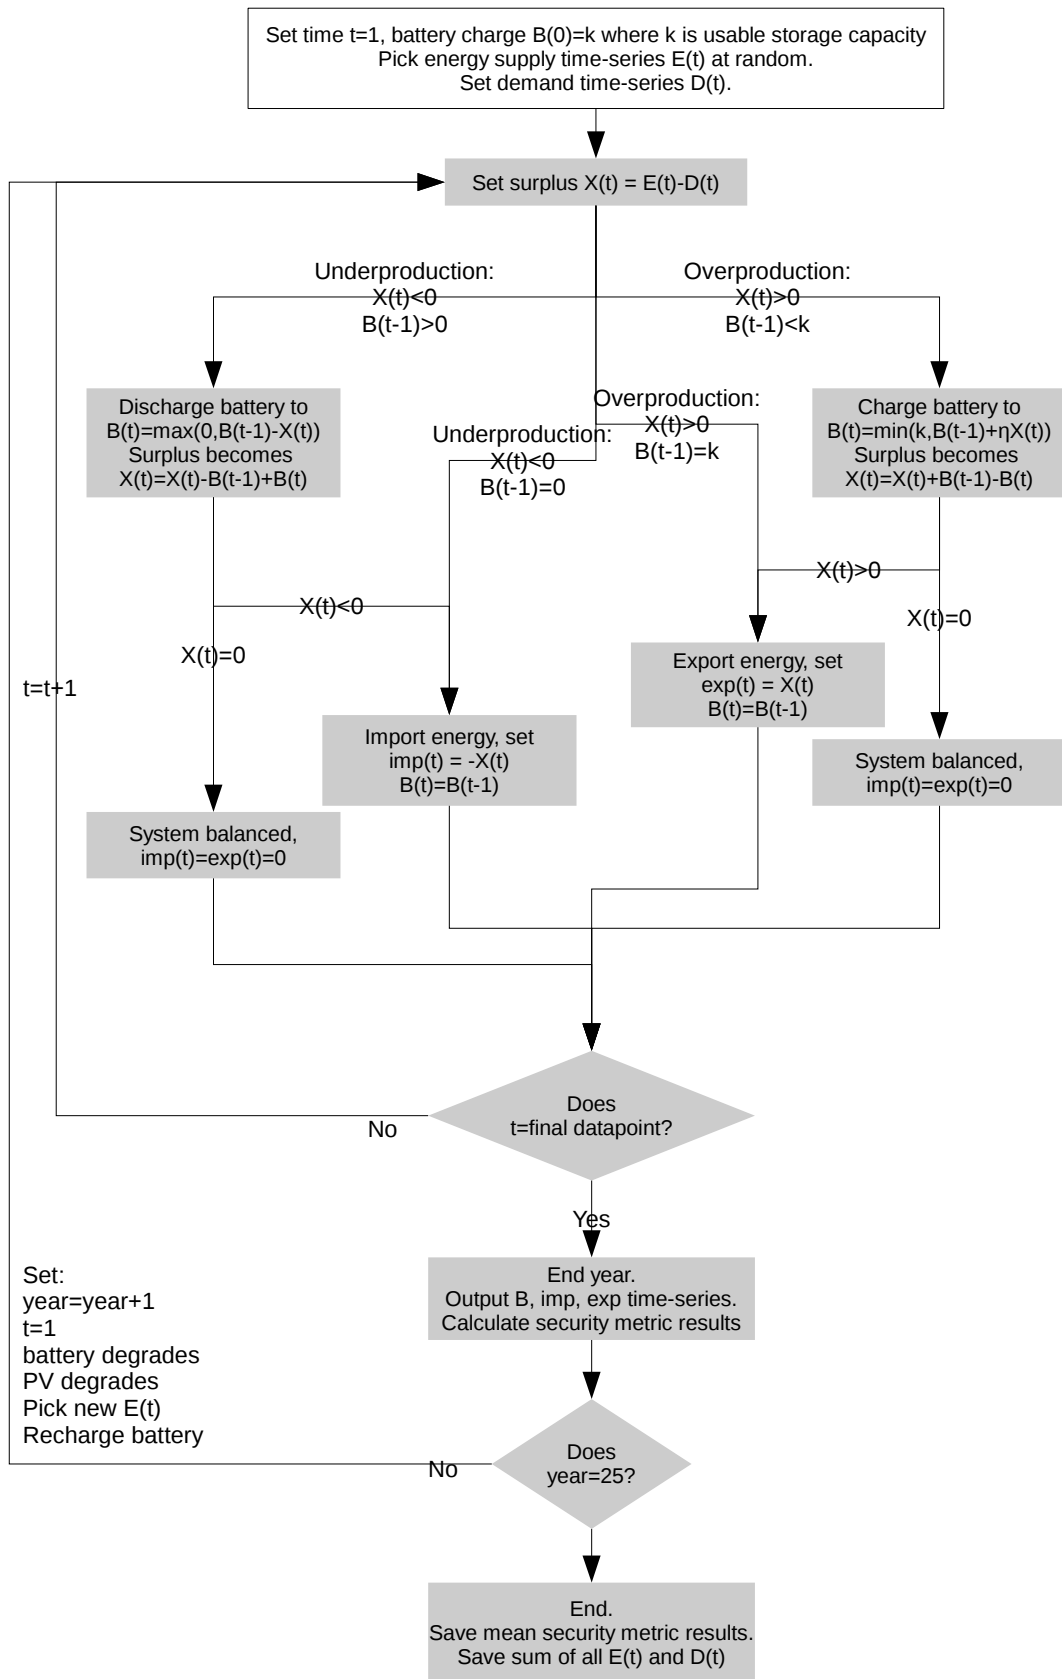 Set time t=1, battery charge B(0)=k where k is usable storage capacity
Pick energy supply time-series E(t) at random.
Set demand time-series D(t).
Set surplus X(t) = E(t)-D(t)
Underproduction:
X(t)<0
B(t-1)>0
Overproduction:
X(t)>0
B(t-1)<k
Discharge battery to
B(t)=max(0,B(t-1)-X(t))
Surplus becomes
X(t)=X(t)-B(t-1)+B(t)
Underproduction:
X(t)<0
B(t-1)=0
Overproduction:
X(t)>0
B(t-1)=k
Charge battery to
B(t)=min(k,B(t-1)+ηX(t))
Surplus becomes
X(t)=X(t)+B(t-1)-B(t)
X(t)<0
X(t)=0
X(t)>0
X(t)=0
t=t+1
Import energy, set
imp(t) = -X(t)
B(t)=B(t-1)
Export energy, set
exp(t) = X(t)
B(t)=B(t-1)
System balanced,
imp(t)=exp(t)=0
System balanced,
imp(t)=exp(t)=0
Does
t=final datapoint?
No
Yes
End year.
Output B, imp, exp time-series.
Calculate security metric results
Set:
year=year+1
t=1
battery degrades
PV degrades
Pick new E(t)
Recharge battery
Does
year=25?
No
End.
Save mean security metric results.
Save sum of all E(t) and D(t)